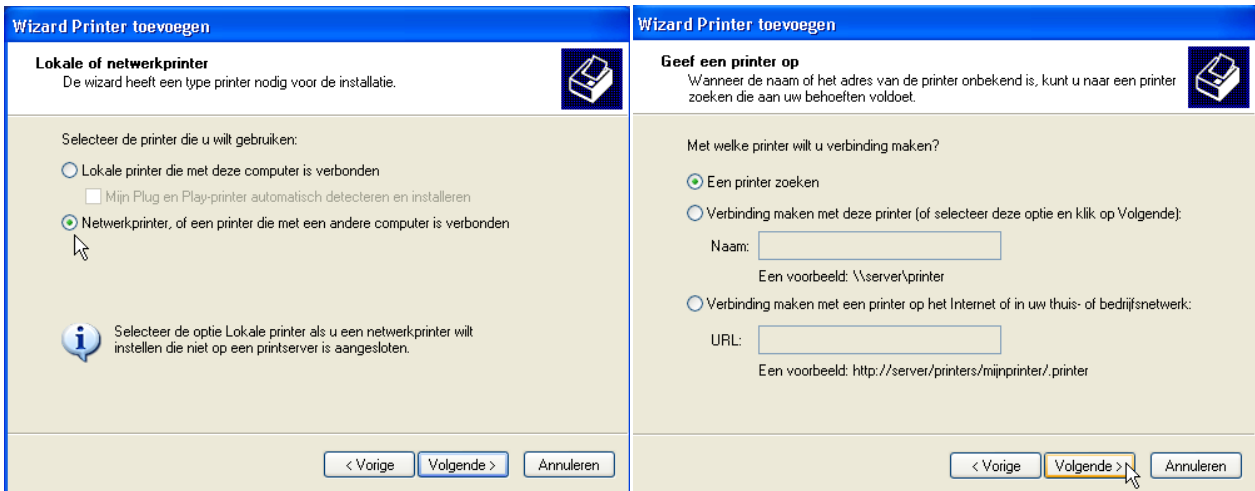 Wizard Printer toevoegen
Lokale of netwerkprinter
De wizard heeft een type printer nodig voor de installatie.
Selecteer de printer die u wilt gebruiken:
Lokale printer die met deze computer is verbonden
Mijn Plug en Play-printer automatisch detecteren en installeren
Netwerkprinter, of een printer die met een andere computer is verbonden
Selecteer de optie Lokale printer als u een netwerkprinter wilt
instellen die niet op een printserver is aangesloten.
< Vorige
Volgende >
Annuleren
Wizard Printer toevoegen
Geef een printer op
Wanneer de naam of het adres van de printer onbekend is, kunt u naar een printer
zoeken die aan uw behoeften voldoet.
Met welke printer wilt u verbinding maken?
Een printer zoeken
Verbinding maken met deze printer (of selecteer deze optie en klik op Volgende):
Naam:
Een voorbeeld: \\server\printer
Verbinding maken met een printer op het Internet of in uw thuis- of bedrijfsnetwerk:
URL:
Een voorbeeld: http://server/printers/mijnprinter/.printer
< Vorige
Volgende >
Annuleren